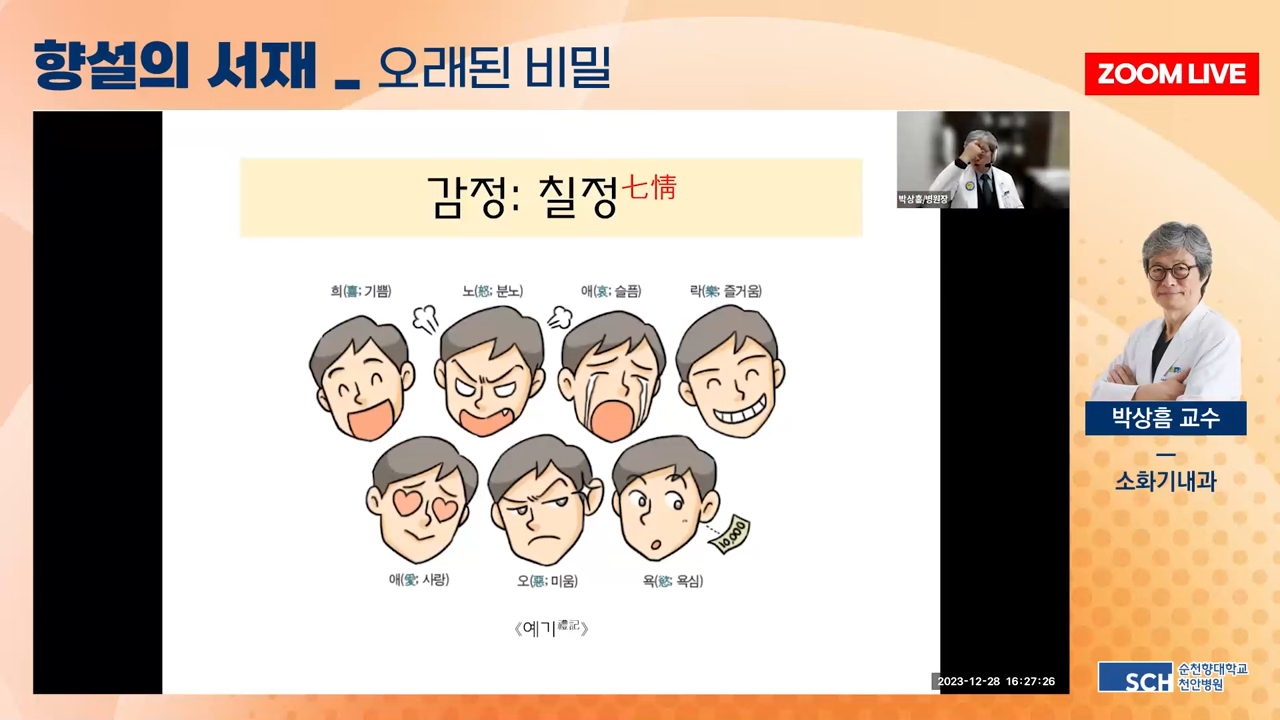 향설의 서재 _ 오래된 비밀
ZOOM LIVE
감정: 칠정七情
박상흠/병원장
희(喜; 기쁨) 노(怒; 분노) 애(哀; 슬픔) 락(樂; 즐거움)
10,000
애(愛; 사랑) 오(惡; 미움) 욕(慾; 욕심)
《예기禮記》
2023-12-28 16:27:26
박상흠 교수
소화기내과
SCH 순천향대학교
천안병원